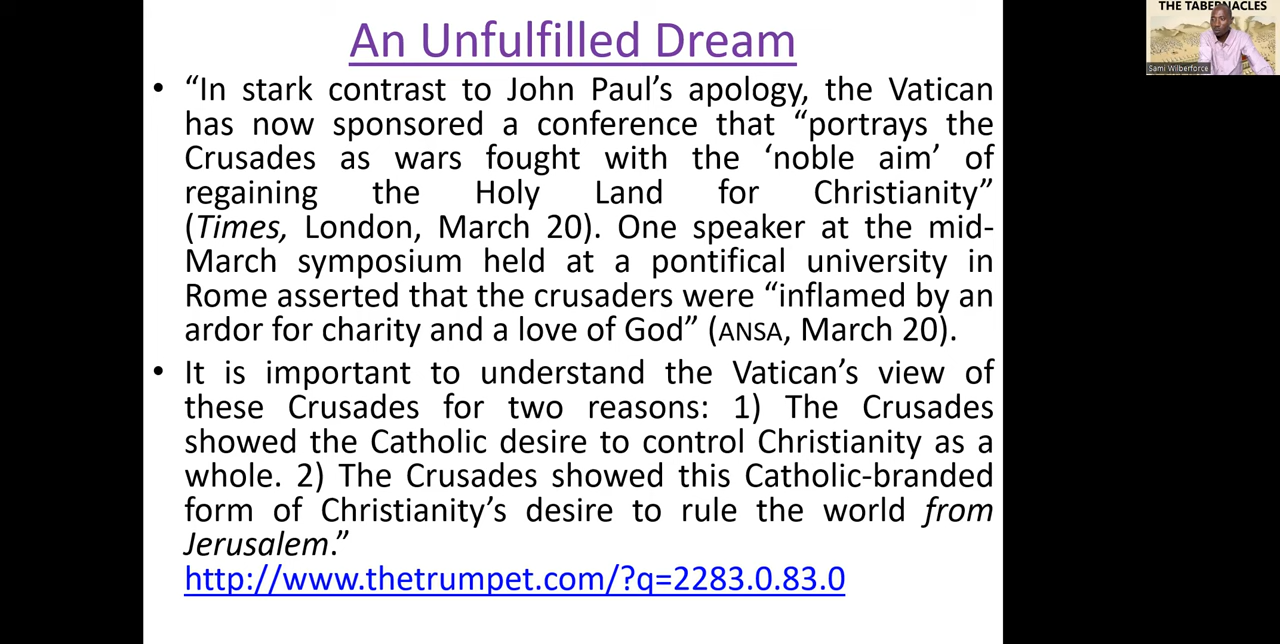 THE TABERNACLES
Sami Wilberforce
An Unfulfilled Dream
• “In stark contrast to John Paul’s apology, the Vatican
has now sponsored a conference that “portrays the
Crusades as wars fought with the ‘noble aim’ of
regaining the Holy Land for Christianity”
(Times, London, March 20). One speaker at the mid-
March symposium held at a pontifical university in
Rome asserted that the crusaders were “inflamed by an
ardor for charity and a love of God” (ANSA, March 20).
• It is important to understand the Vatican’s view of
these Crusades for two reasons: 1) The Crusades
showed the Catholic desire to control Christianity as a
whole. 2) The Crusades showed this Catholic-branded
form of Christianity’s desire to rule the world from
Jerusalem.”
http://www.thetrumpet.com/?q=2283.0.83.0